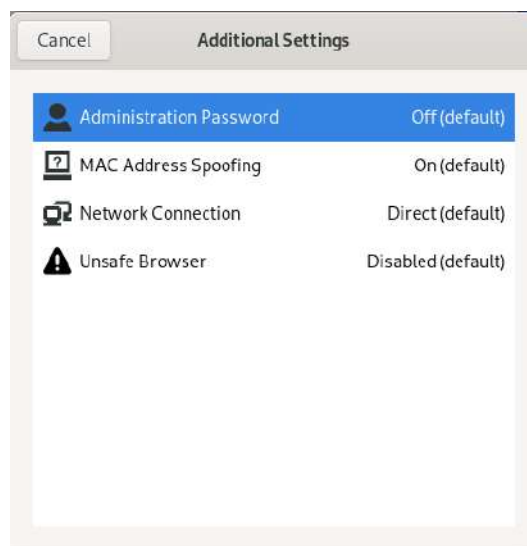 Cancel Additional Settings
Administration Password Off (default)
? MAC Address Spoofing On (default)
Network Connection Direct (default)
Unsafe Browser Disabled (default)